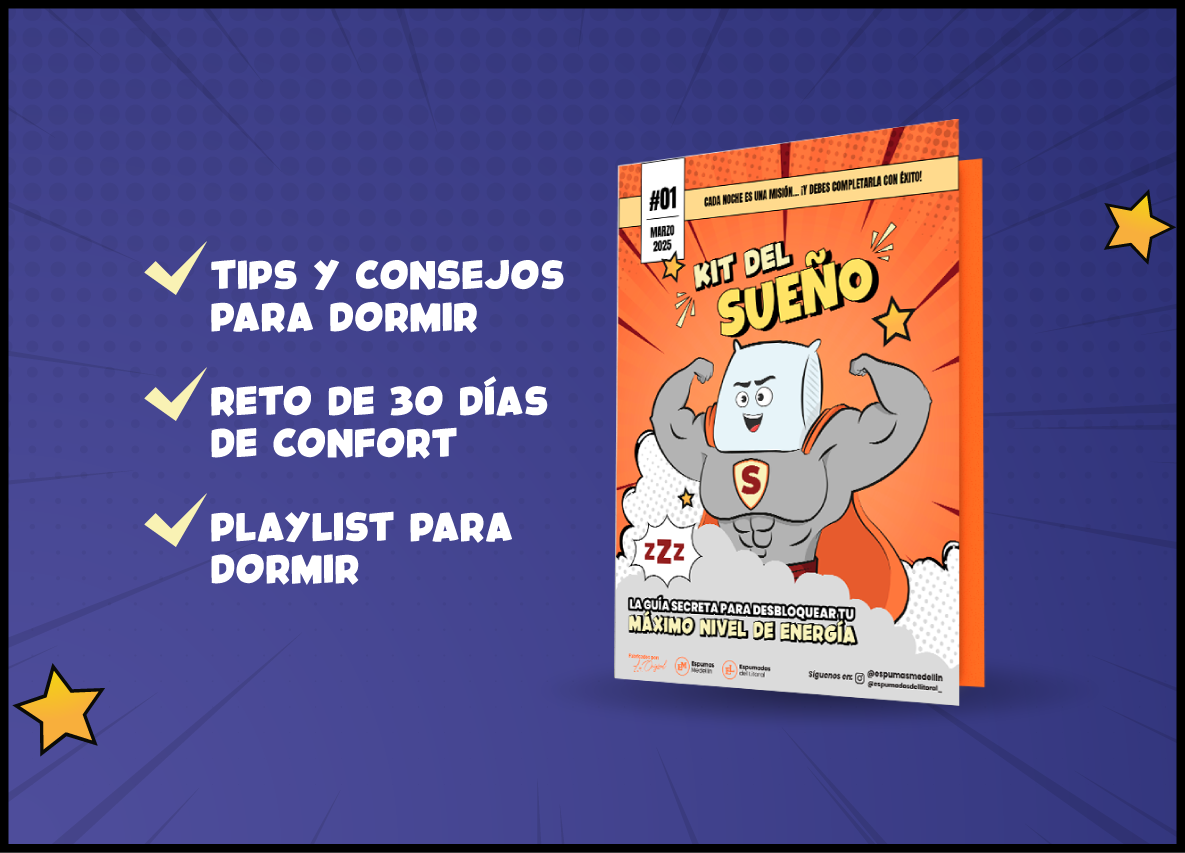 TIPS Y CONSEJOS
PARA DORMIR
RETO DE 30 DÍAS
DE CONFORT
PLAYLIST PARA
DORMIR
#01
MARZO
2025
CADA NOCHE ES UNA MISIÓN... ¡Y DEBES COMPLETARLA CON ÉXITO!
KIT DEL
SUEÑO
S
zZz
LA GUÍA SECRETA PARA DESBLOQUEAR TU
MÁXIMO NIVEL DE ENERGÍA
Espumas
Medellín
Espumados
del Litoral
Síguenos en:
@espumasmedellin
@espumadosdellitoral_